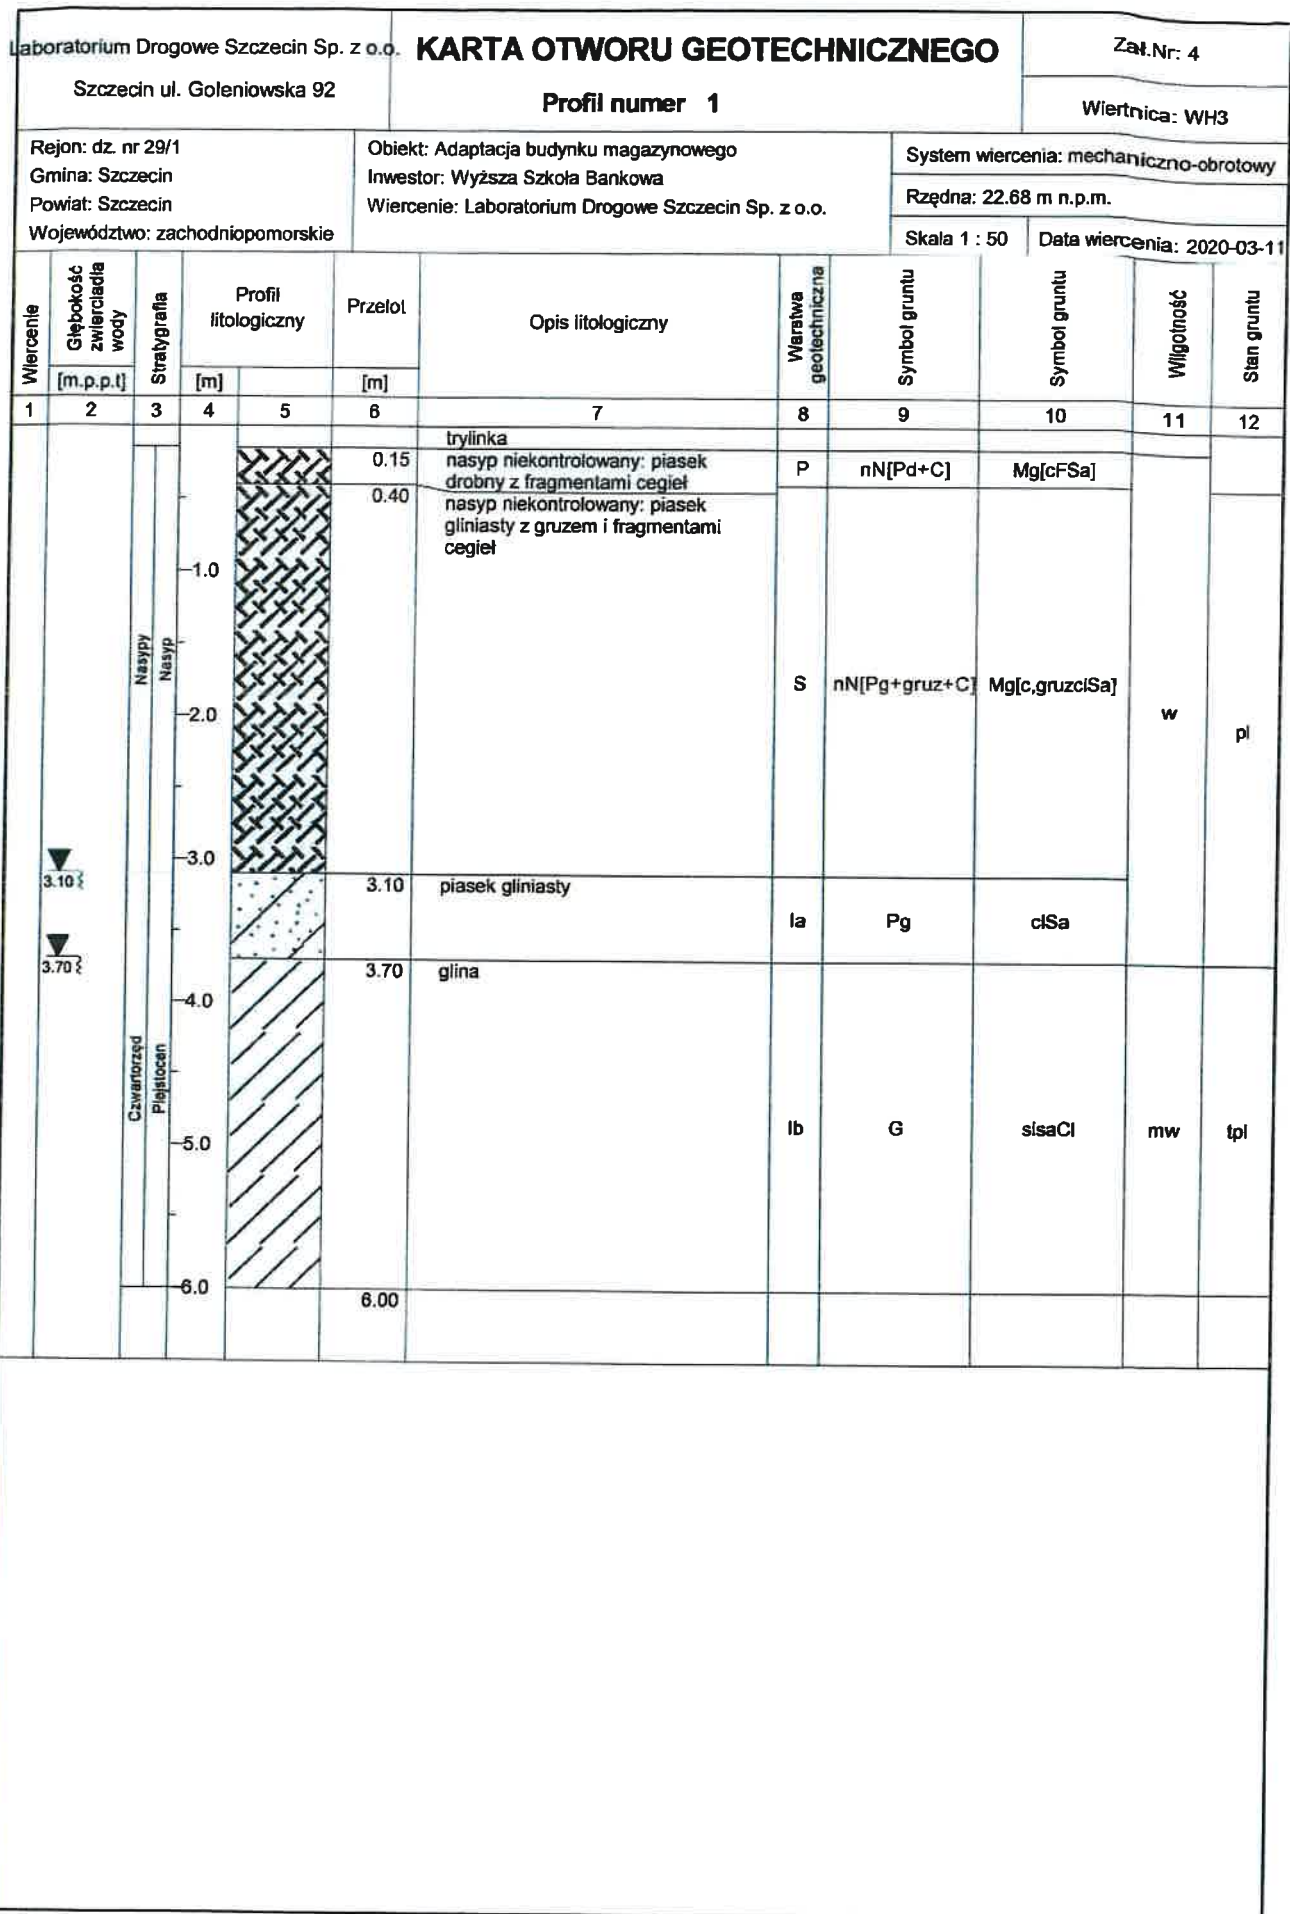 Laboratorium Drogowe Szczecin Sp. z o.o.
Szczecin ul. Goleniowska 92
KARTA OTWORU GEOTECHNICZNEGO
Profil numer 1
Zał.Nr: 4
Wiertnica: WH3
Rejon: dz. nr 29/1
Gmina: Szczecin
Powiat: Szczecin
Województwo: zachodniopomorskie
Obiekt: Adaptacja budynku magazynowego
Inwestor: Wyższa Szkoła Bankowa
Wiercenie: Laboratorium Drogowe Szczecin Sp. z o.o.
System wiercenia: mechaniczno-obrotowy
Rzędna: 22.68 m n.p.m.
Skala 1 : 50
Data wiercenia: 2020-03-11
Wiercenie
Głębokość
zwierciadła
wody
[m.p.p.t]
Stratygrafia
Profil
litologiczny
[m]
Przelot
[m]
Opis litologiczny
Warstwa
geotechniczna
Symbol gruntu
Symbol gruntu
Wilgotność
Stan gruntu
1 2 3 4 5 6 7 8 9 10 11 12
trylinka
0.15 nasyp niekontrolowany: piasek
drobny z fragmentami cegieł
P nN[Pd+C] Mg[cFSa]
0.40 nasyp niekontrolowany: piasek
gliniasty z gruzem i fragmentami
cegieł
1.0
Nasypy
Nasyp
S nN[Pg+gruz+C] Mg[c,gruzclSa]
2.0
w
pl
3.0
3.10
3.10 piasek gliniasty
Ia Pg clSa
3.70
3.70 glina
4.0
Czwartorzęd
Plejstocen
5.0
Ib G sisaCl mw tpl
6.0
6.00